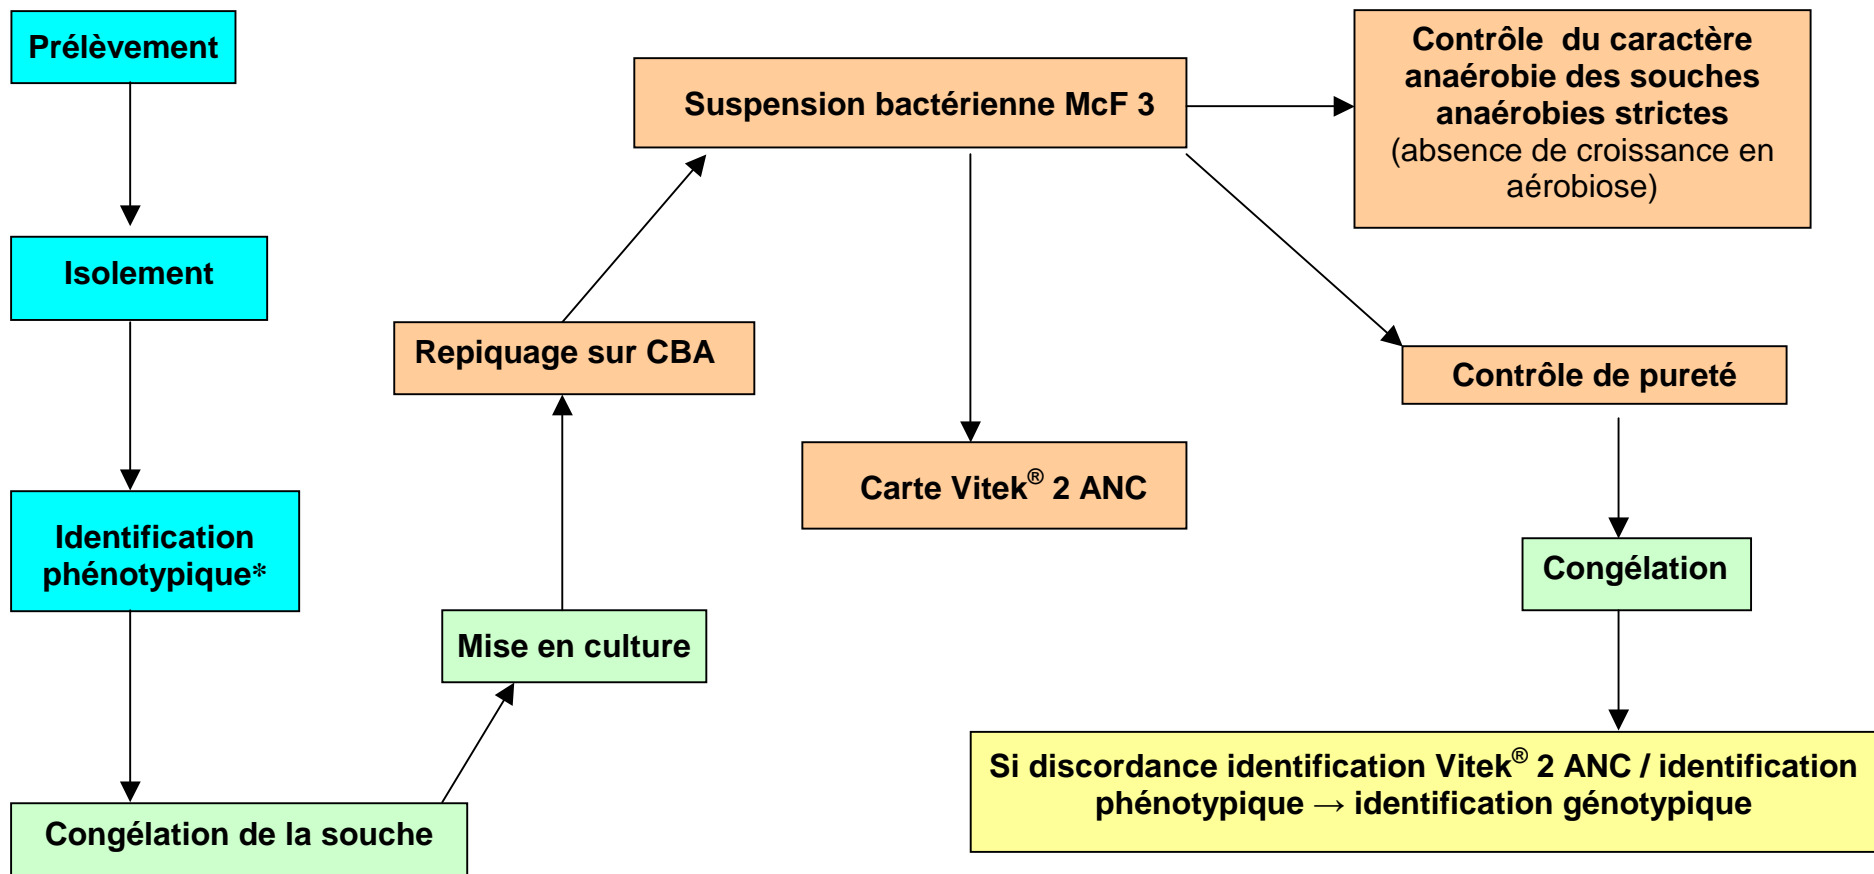 Prélèvement
Isolement
Identification
phénotypique*
Congélation de la souche
Mise en culture
Repiquage sur CBA
Suspension bactérienne McF 3
Contrôle du caractère
anaérobie des souches
anaérobies strictes
(absence de croissance en
aérobiose)
Carte Vitek® 2 ANC
Contrôle de pureté
Congélation
Si discordance identification Vitek® 2 ANC / identification
phénotypique → identification génotypique